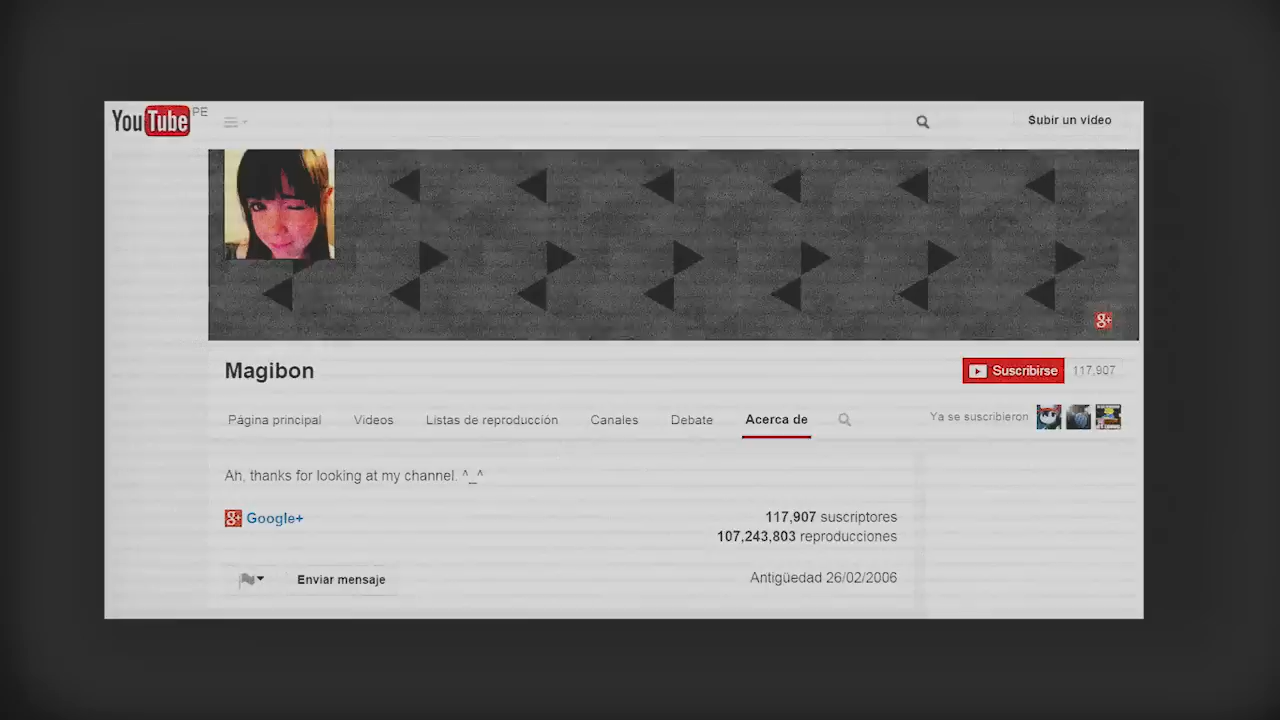 YouTube PE
Subir un video
g+
Magibon
Suscribirse 117,907
Página principal Videos Listas de reproducción Canales Debate Acerca de
Ya se suscribieron
Ah, thanks for looking at my channel. ^_^
g+ Google+
117,907 suscriptores
107,243,803 reproducciones
Enviar mensaje
Antigüedad 26/02/2006